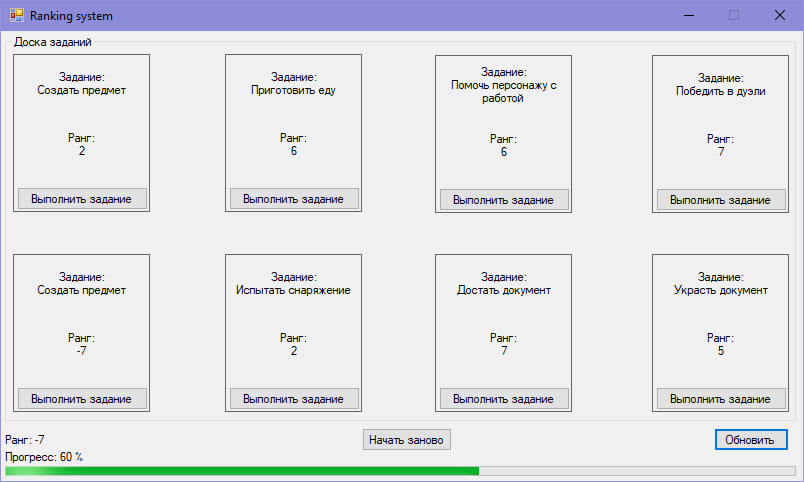 Ranking system
Доска заданий
Задание:
Создать предмет
Ранг:
2
Выполнить задание
Задание:
Приготовить еду
Ранг:
6
Выполнить задание
Задание:
Помочь персонажу с
работой
Ранг:
6
Выполнить задание
Задание:
Победить в дуэли
Ранг:
7
Выполнить задание
Задание:
Создать предмет
Ранг:
-7
Выполнить задание
Задание:
Испытать снаряжение
Ранг:
2
Выполнить задание
Задание:
Достать документ
Ранг:
7
Выполнить задание
Задание:
Украсть документ
Ранг:
5
Выполнить задание
Ранг: -7
Начать заново
Обновить
Прогресс: 60 %